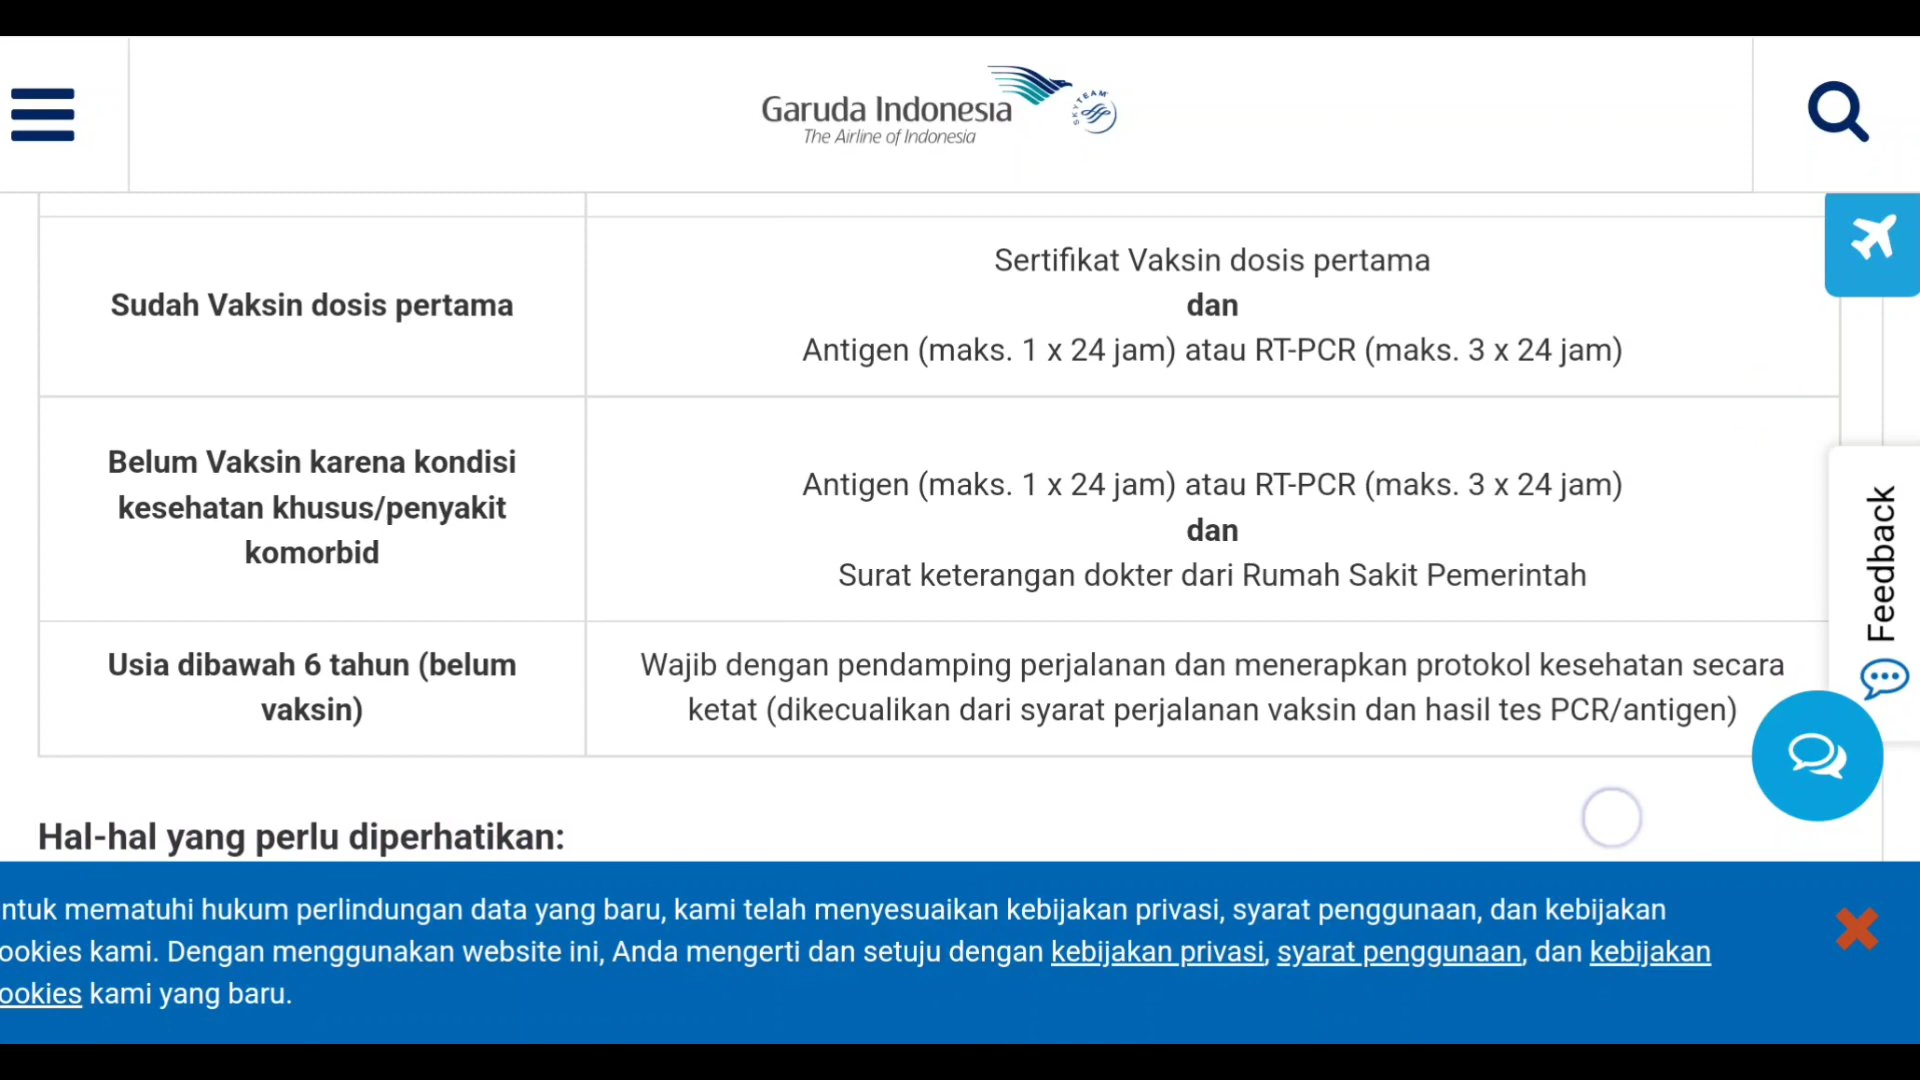 Garuda Indonesia
The Airline of Indonesia
SKYTEAM
Sudah Vaksin dosis pertama
Sertifikat Vaksin dosis pertama
dan
Antigen (maks. 1 x 24 jam) atau RT-PCR (maks. 3 x 24 jam)
Belum Vaksin karena kondisi
kesehatan khusus/penyakit
komorbid
Antigen (maks. 1 x 24 jam) atau RT-PCR (maks. 3 x 24 jam)
dan
Surat keterangan dokter dari Rumah Sakit Pemerintah
Usia dibawah 6 tahun (belum
vaksin)
Wajib dengan pendamping perjalanan dan menerapkan protokol kesehatan secara
ketat (dikecualikan dari syarat perjalanan vaksin dan hasil tes PCR/antigen)
Feedback
Hal-hal yang perlu diperhatikan:
ntuk mematuhi hukum perlindungan data yang baru, kami telah menyesuaikan kebijakan privasi, syarat penggunaan, dan kebijakan
ookies kami. Dengan menggunakan website ini, Anda mengerti dan setuju dengan kebijakan privasi, syarat penggunaan, dan kebijakan
ookies kami yang baru.